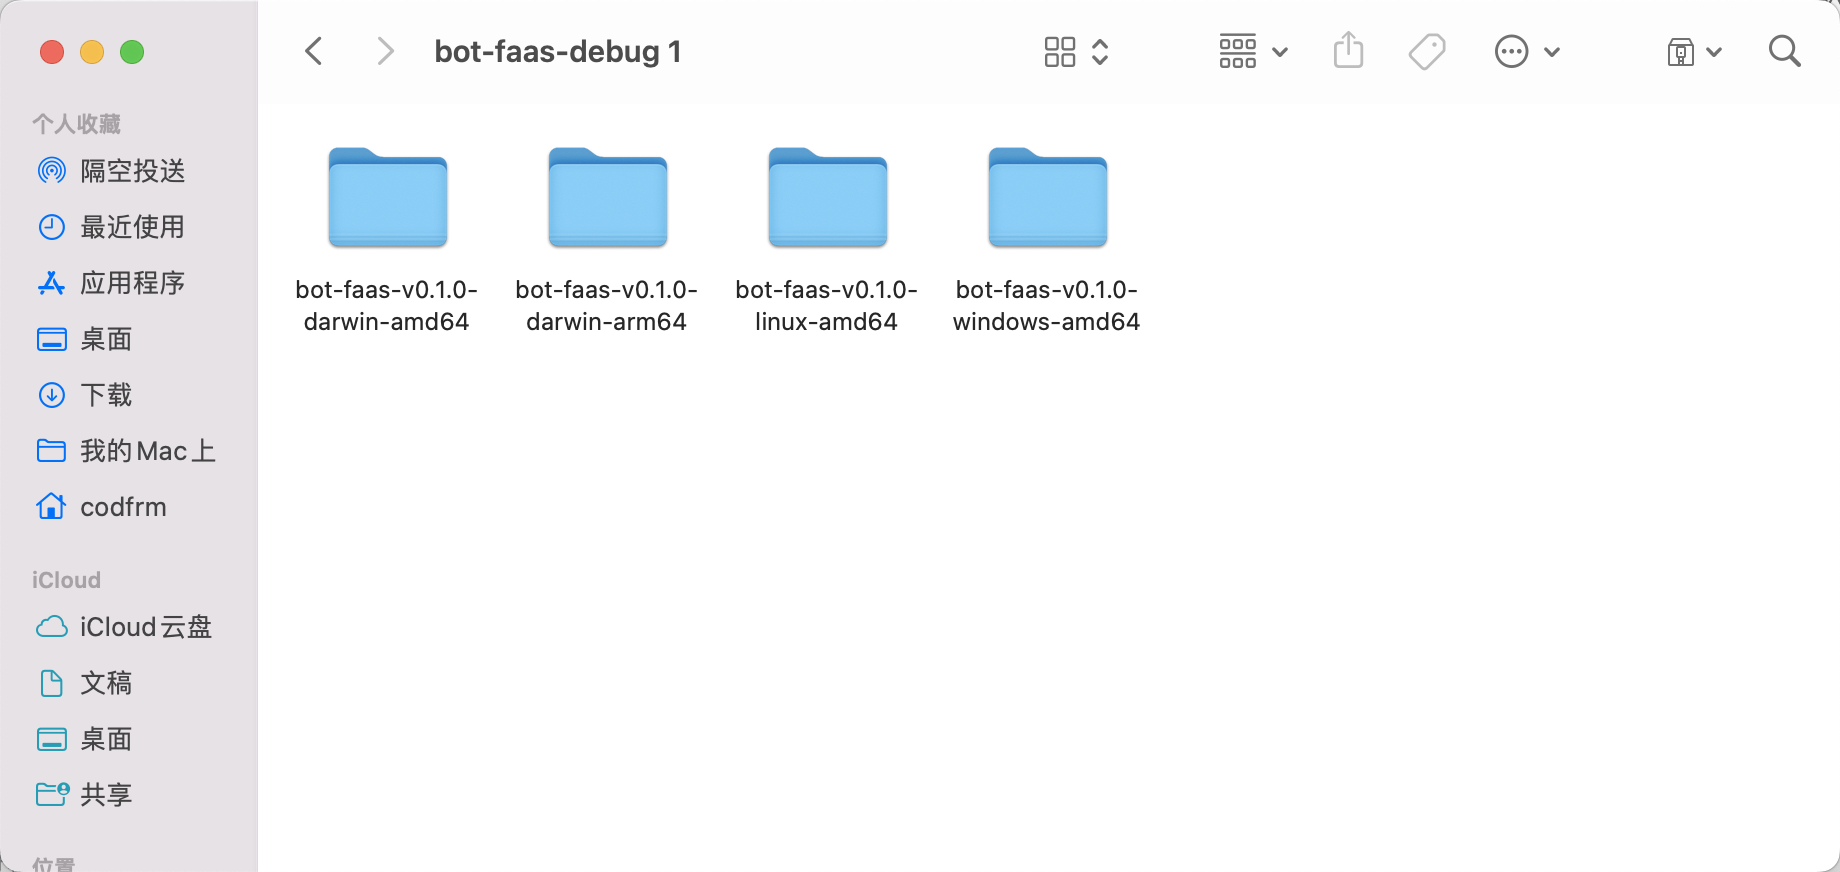 bot-faas-debug 1
个人收藏
隔空投送
最近使用
应用程序
桌面
下载
我的Mac上
codfrm
iCloud
iCloud云盘
文稿
桌面
共享
位置
bot-faas-v0.1.0-
darwin-amd64
bot-faas-v0.1.0-
darwin-arm64
bot-faas-v0.1.0-
linux-amd64
bot-faas-v0.1.0-
windows-amd64